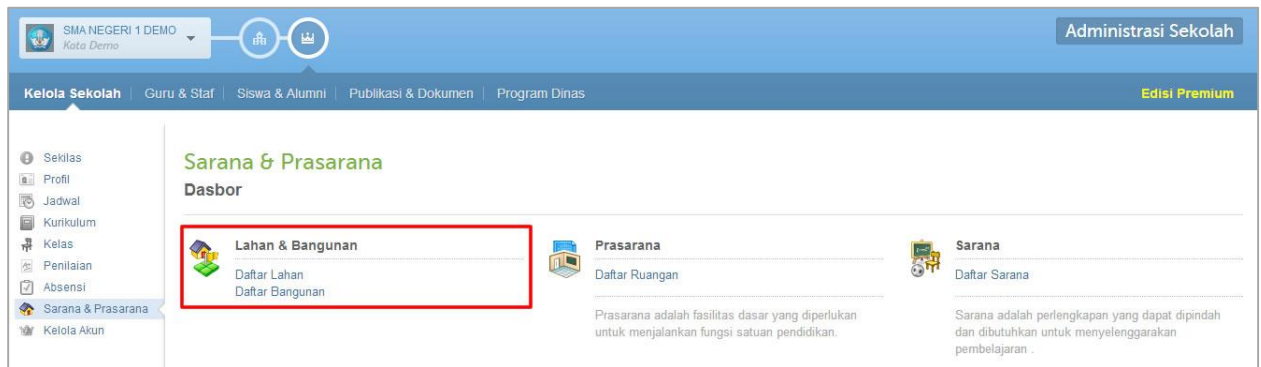 SMA NEGERI 1 DEMO
Kota Demo
Administrasi Sekolah
Kelola Sekolah
Guru & Staf
Siswa & Alumni
Publikasi & Dokumen
Program Dinas
Edisi Premium
Sekilas
Profil
Jadwal
Kurikulum
Kelas
Penilaian
Absensi
Sarana & Prasarana
Kelola Akun
Sarana & Prasarana
Dasbor
Lahan & Bangunan
Daftar Lahan
Daftar Bangunan
Prasarana
Daftar Ruangan
Prasarana adalah fasilitas dasar yang diperlukan
untuk menjalankan fungsi satuan pendidikan.
Sarana
Daftar Sarana
Sarana adalah perlengkapan yang dapat dipindah
dan dibutuhkan untuk menyelenggarakan
pembelajaran .